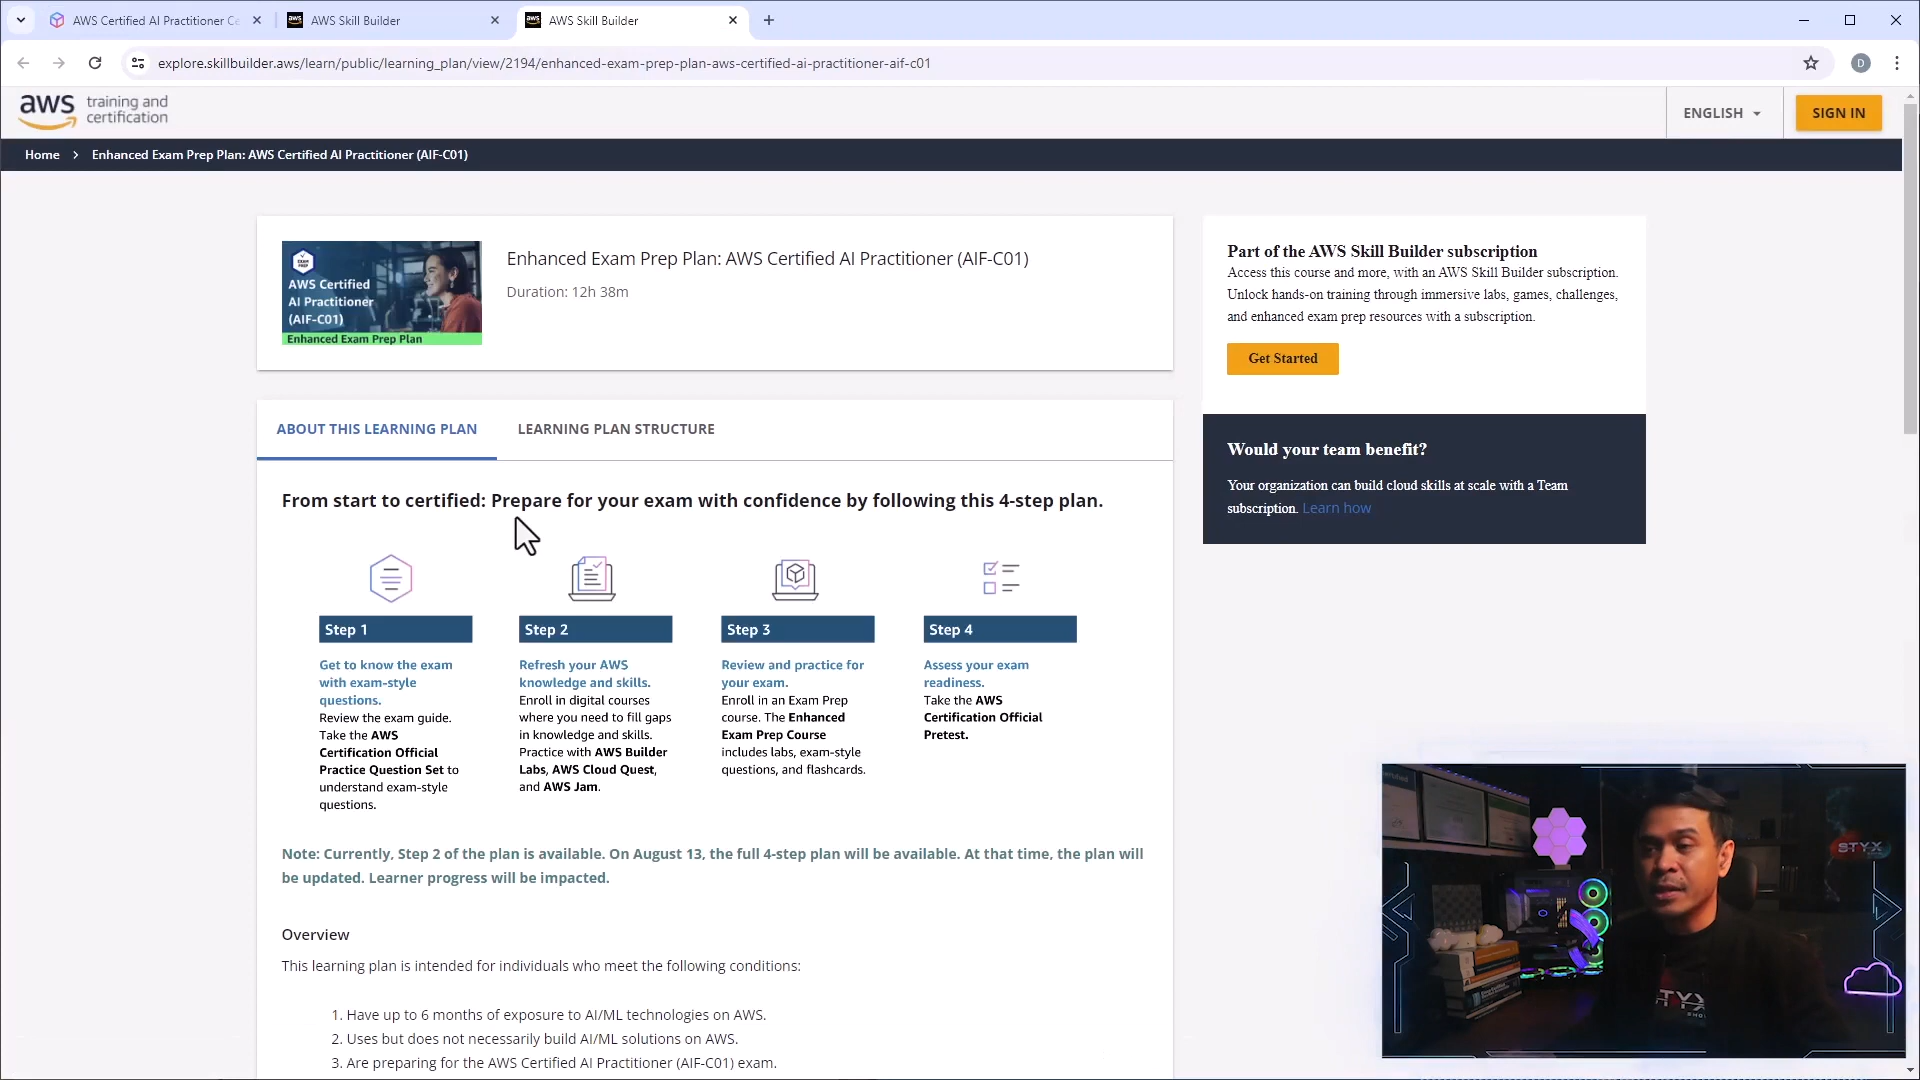 AWS Certified AI Practitioner Ce
AWS Skill Builder
AWS Skill Builder
explore.skillbuilder.aws/learn/public/learning_plan/view/2194/enhanced-exam-prep-plan-aws-certified-ai-practitioner-aif-c01
D
aws training and certification
ENGLISH
SIGN IN
Home > Enhanced Exam Prep Plan: AWS Certified AI Practitioner (AIF-C01)
EXAM PREP
AWS Certified
AI Practitioner
(AIF-C01)
Enhanced Exam Prep Plan
Enhanced Exam Prep Plan: AWS Certified AI Practitioner (AIF-C01)
Duration: 12h 38m
Part of the AWS Skill Builder subscription
Access this course and more, with an AWS Skill Builder subscription.
Unlock hands-on training through immersive labs, games, challenges,
and enhanced exam prep resources with a subscription.
Get Started
Would your team benefit?
Your organization can build cloud skills at scale with a Team
subscription. Learn how
ABOUT THIS LEARNING PLAN
LEARNING PLAN STRUCTURE
From start to certified: Prepare for your exam with confidence by following this 4-step plan.
Step 1
Get to know the exam
with exam-style
questions.
Review the exam guide.
Take the AWS
Certification Official
Practice Question Set to
understand exam-style
questions.
Step 2
Refresh your AWS
knowledge and skills.
Enroll in digital courses
where you need to fill gaps
in knowledge and skills.
Practice with AWS Builder
Labs, AWS Cloud Quest,
and AWS Jam.
Step 3
Review and practice for
your exam.
Enroll in an Exam Prep
course. The Enhanced
Exam Prep Course
includes labs, exam-style
questions, and flashcards.
Step 4
Assess your exam
readiness.
Take the AWS
Certification Official
Pretest.
Note: Currently, Step 2 of the plan is available. On August 13, the full 4-step plan will be available. At that time, the plan will
be updated. Learner progress will be impacted.
Overview
This learning plan is intended for individuals who meet the following conditions:
1. Have up to 6 months of exposure to AI/ML technologies on AWS.
2. Uses but does not necessarily build AI/ML solutions on AWS.
3. Are preparing for the AWS Certified AI Practitioner (AIF-C01) exam.
STYX